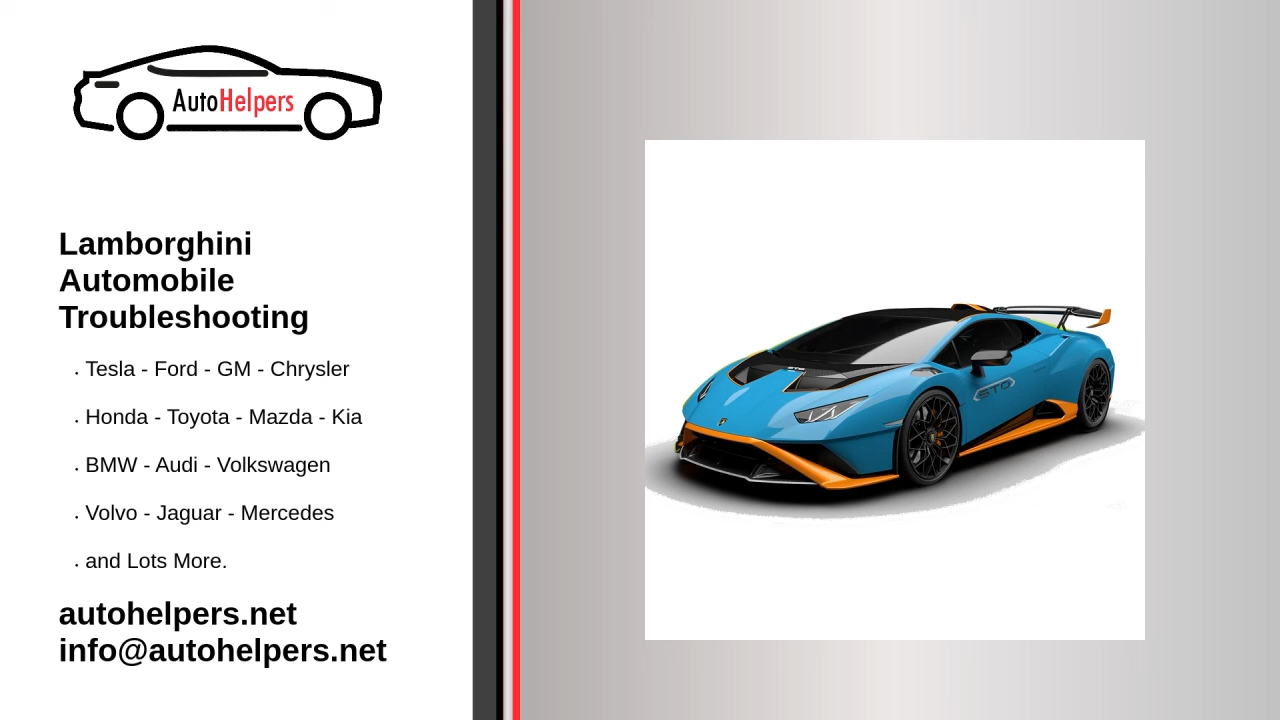 AutoHelpers
Lamborghini
Automobile
Troubleshooting
. Tesla - Ford - GM - Chrysler
. Honda - Toyota - Mazda - Kia
. BMW - Audi - Volkswagen
. Volvo - Jaguar - Mercedes
. and Lots More.
autohelpers.net
info@autohelpers.net
STO
STO